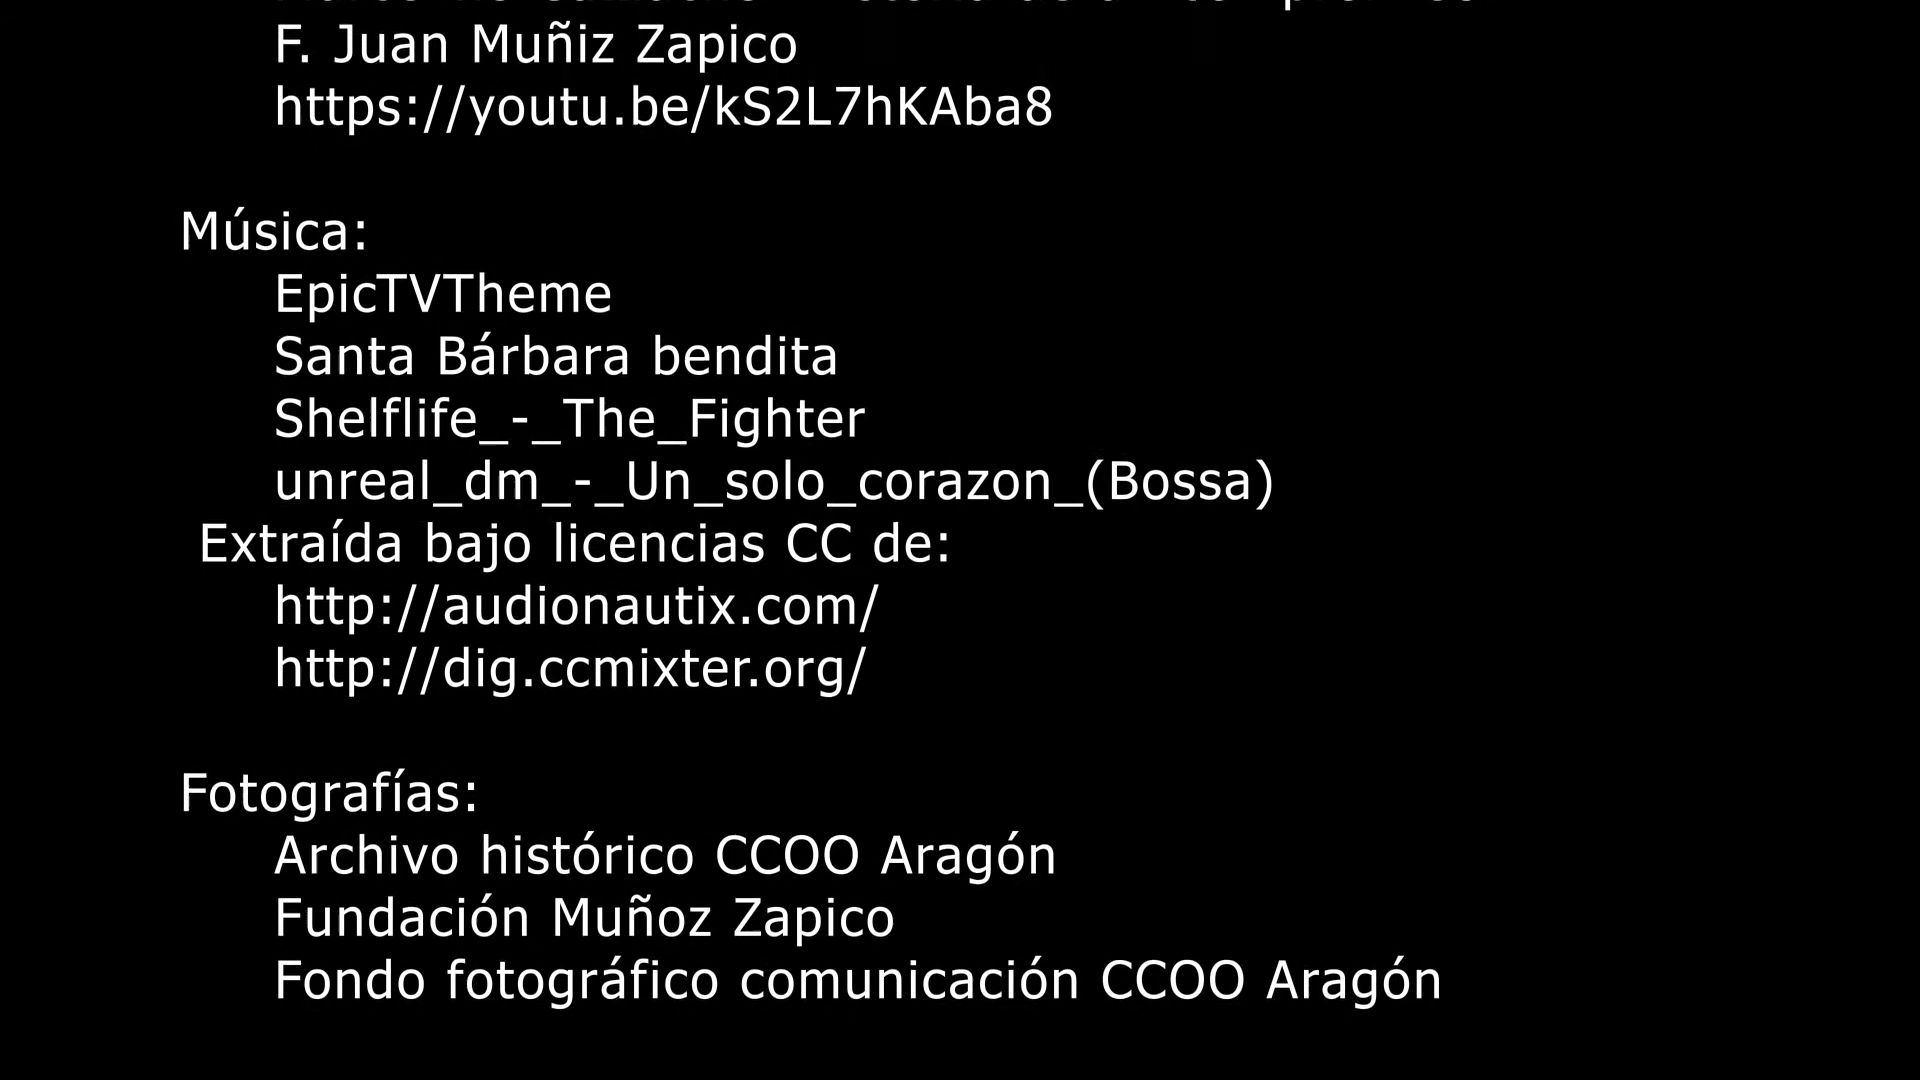 F. Juan Muñiz Zapico
https://youtu.be/kS2L7hKAba8
Música:
EpicTVTheme
Santa Bárbara bendita
Shelflife_-_The_Fighter
unreal_dm_-_Un_solo_corazon_(Bossa)
Extraída bajo licencias CC de:
http://audionautix.com/
http://dig.ccmixter.org/
Fotografías:
Archivo histórico CCOO Aragón
Fundación Muñoz Zapico
Fondo fotográfico comunicación CCOO Aragón